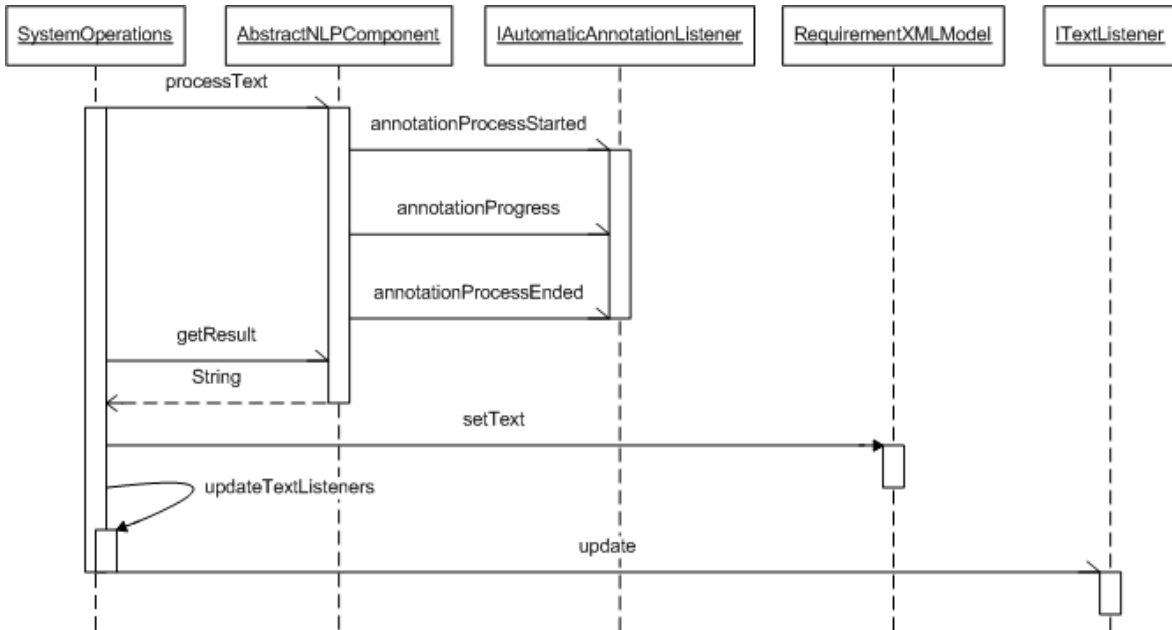 SystemOperations
AbstractNLPComponent
IAutomaticAnnotationListener
RequirementXMLModel
ITextListener
processText
annotationProcessStarted
annotationProgress
annotationProcessEnded
getResult
String
setText
updateTextListeners
update